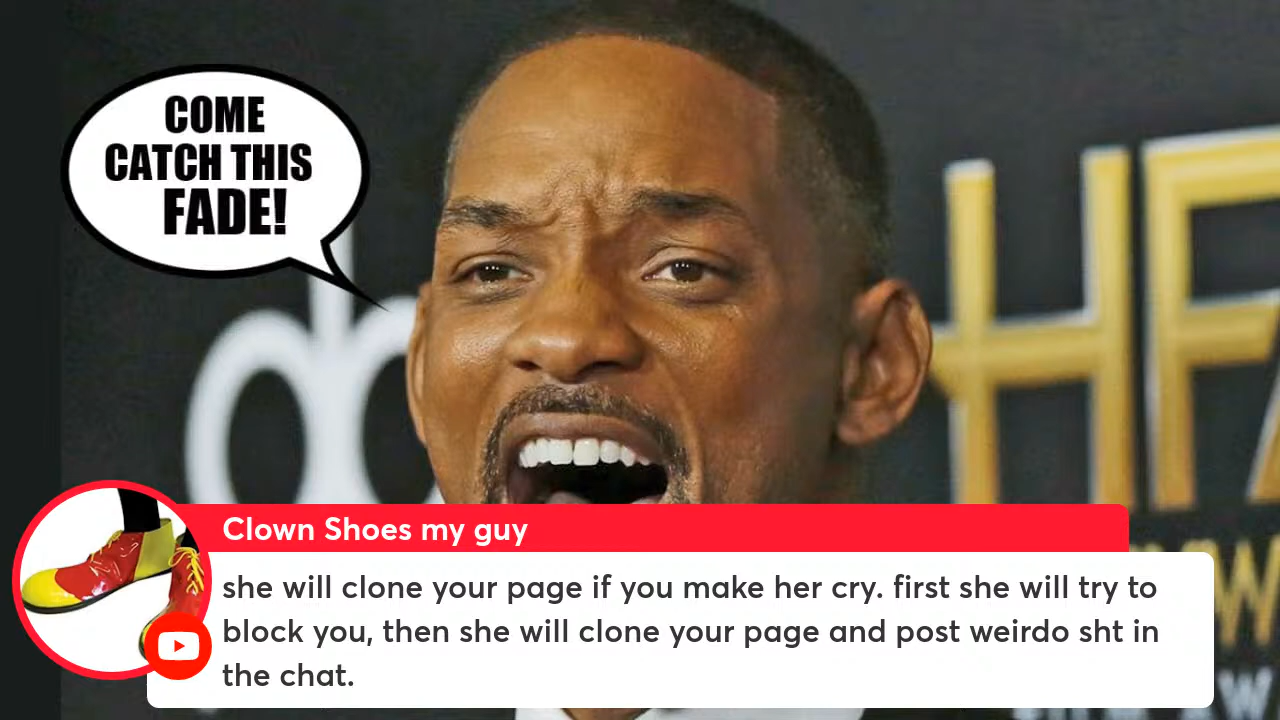 COME
CATCH THIS
FADE!
HFA
Clown Shoes my guy
she will clone your page if you make her cry. first she will try to
block you, then she will clone your page and post weirdo sht in
the chat.